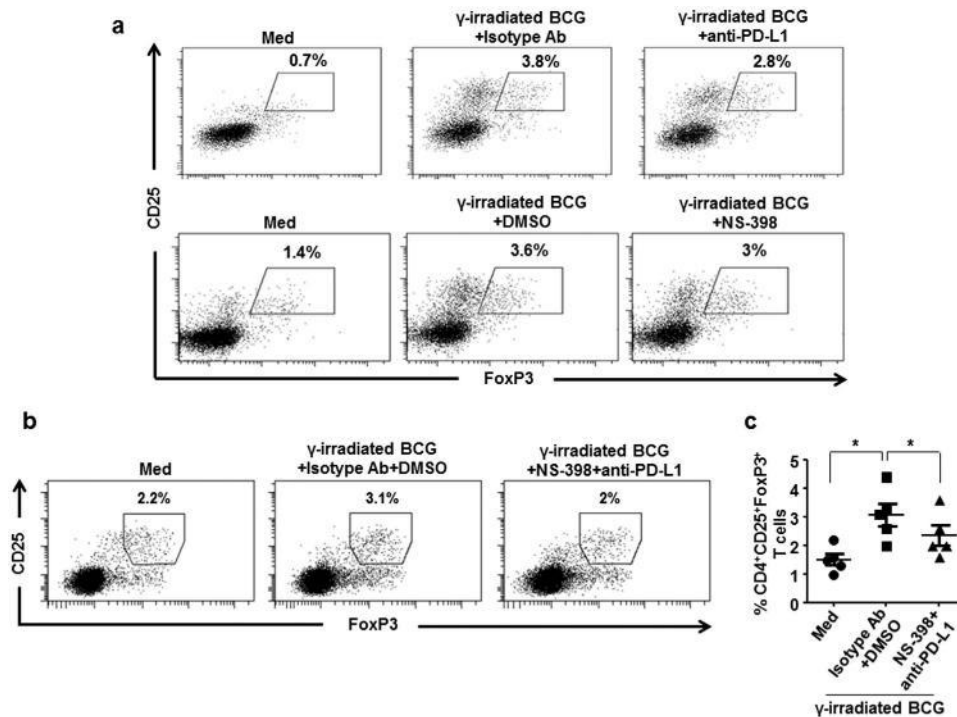 a
Med
0.7%
γ-irradiated BCG
+Isotype Ab
3.8%
γ-irradiated BCG
+anti-PD-L1
2.8%
Med
1.4%
γ-irradiated BCG
+DMSO
3.6%
γ-irradiated BCG
+NS-398
3%
CD25
FoxP3
b
Med
2.2%
γ-irradiated BCG
+Isotype Ab+DMSO
3.1%
γ-irradiated BCG
+NS-398+anti-PD-L1
2%
CD25
FoxP3
c
* *
% CD4+CD25+FoxP3+
T cells
5
4
3
2
1
0
Med
Isotype Ab
+DMSO
NS-398+
anti-PD-L1
γ-irradiated BCG